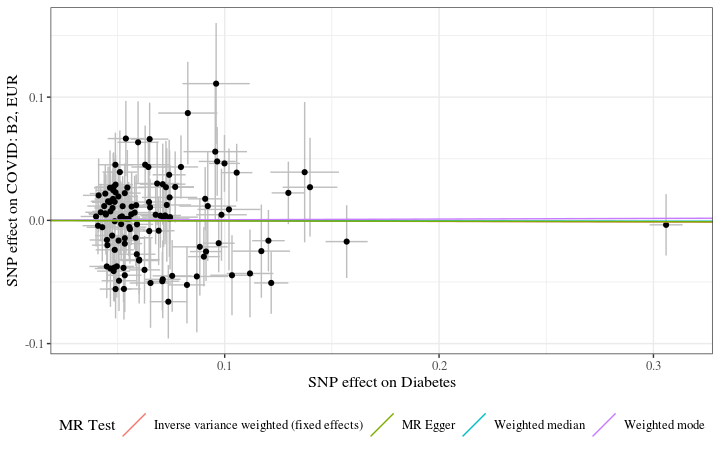 SNP effect on COVID: B2, EUR
0.1
0.0
-0.1
0.1
0.2
0.3
SNP effect on Diabetes
MR Test
Inverse variance weighted (fixed effects)
MR Egger
Weighted median
Weighted mode